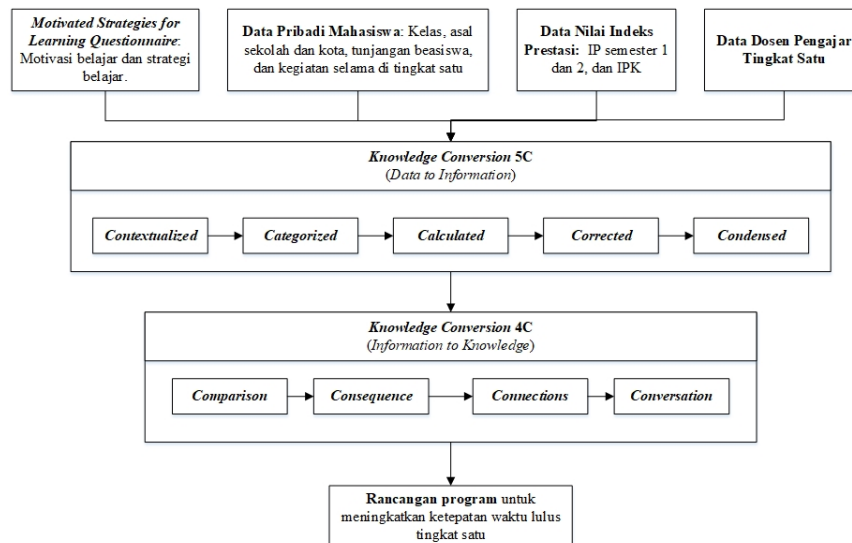 Motivated Strategies for
Learning Questionnaire:
Motivasi belajar dan strategi
belajar.
Data Pribadi Mahasiswa: Kelas, asal
sekolah dan kota, tunjangan beasiswa,
dan kegiatan selama di tingkat satu
Data Nilai Indeks
Prestasi: IP semester 1
dan 2, dan IPK
Data Dosen Pengajar
Tingkat Satu
Knowledge Conversion 5C
(Data to Information)
Contextualized
Categorized
Calculated
Corrected
Condensed
Knowledge Conversion 4C
(Information to Knowledge)
Comparison
Consequence
Connections
Conversation
Rancangan program untuk
meningkatkan ketepatan waktu lulus
tingkat satu